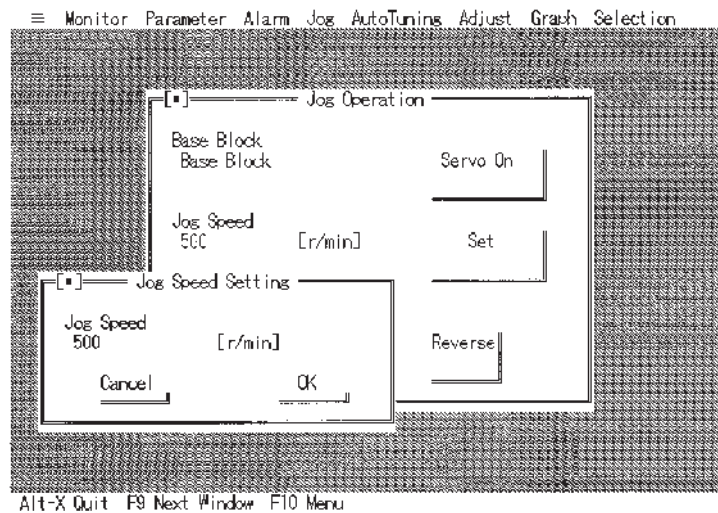 ≡ Monitor Parameter Alarm Jog AutoTuning Adjust Graph Selection
[▪] Jog Operation
Base Block
Base Block
Servo On
Jog Speed
500 [r/min]
Set
Reverse
[▪] Jog Speed Setting
Jog Speed
500 [r/min]
Cancel OK
Alt-X Quit F9 Next Window F10 Menu